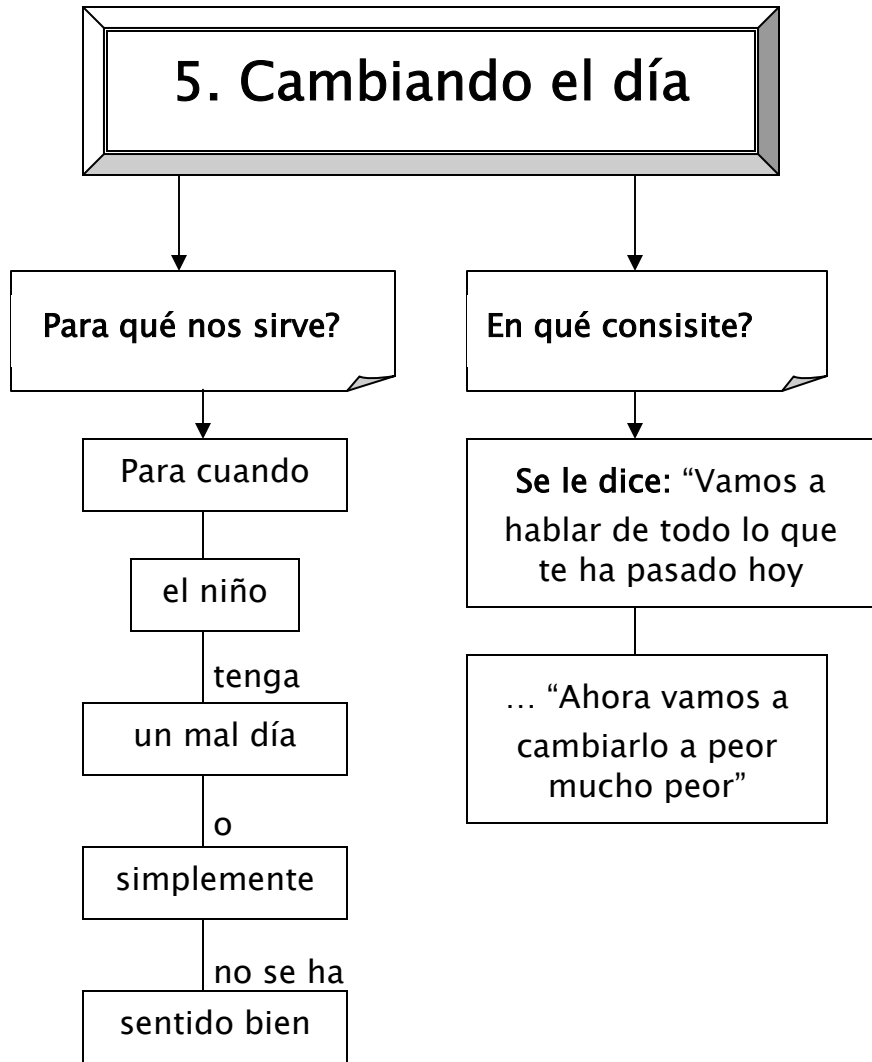 5. Cambiando el día
Para qué nos sirve?
Para cuando
el niño
tenga
un mal día
o
simplemente
no se ha
sentido bien
En qué consisite?
Se le dice: “Vamos a
hablar de todo lo que
te ha pasado hoy
… “Ahora vamos a
cambiarlo a peor
mucho peor”